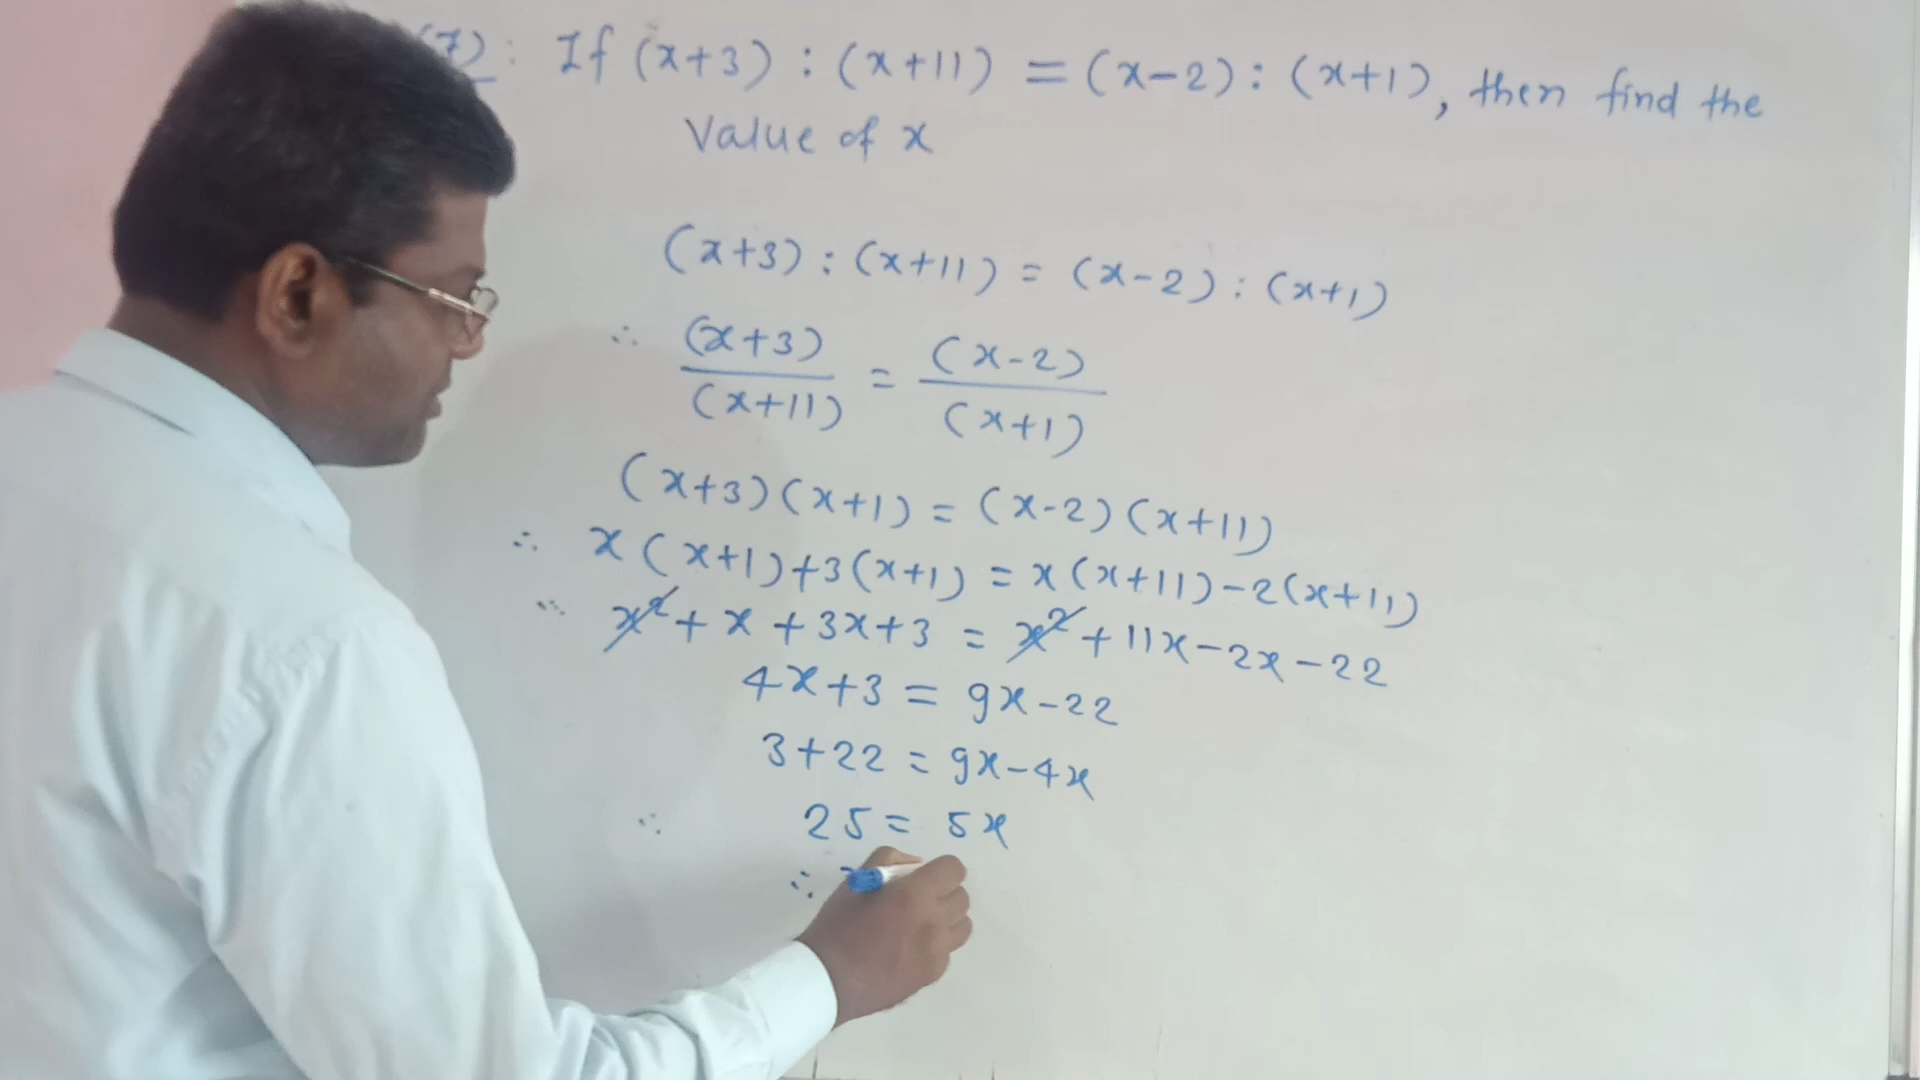 (7): If (x+3) : (x+11) = (x-2) : (x+1), then find the
Value of x
(x+3) : (x+11) = (x-2) : (x+1)
∴ (x+3)/(x+11) = (x-2)/(x+1)
(x+3)(x+1) = (x-2)(x+11)
∴ x(x+1)+3(x+1) = x(x+11)-2(x+11)
∴ x²+x+3x+3 = x²+11x-2x-22
4x+3 = 9x-22
3+22 = 9x-4x
∴ 25 = 5x
∴